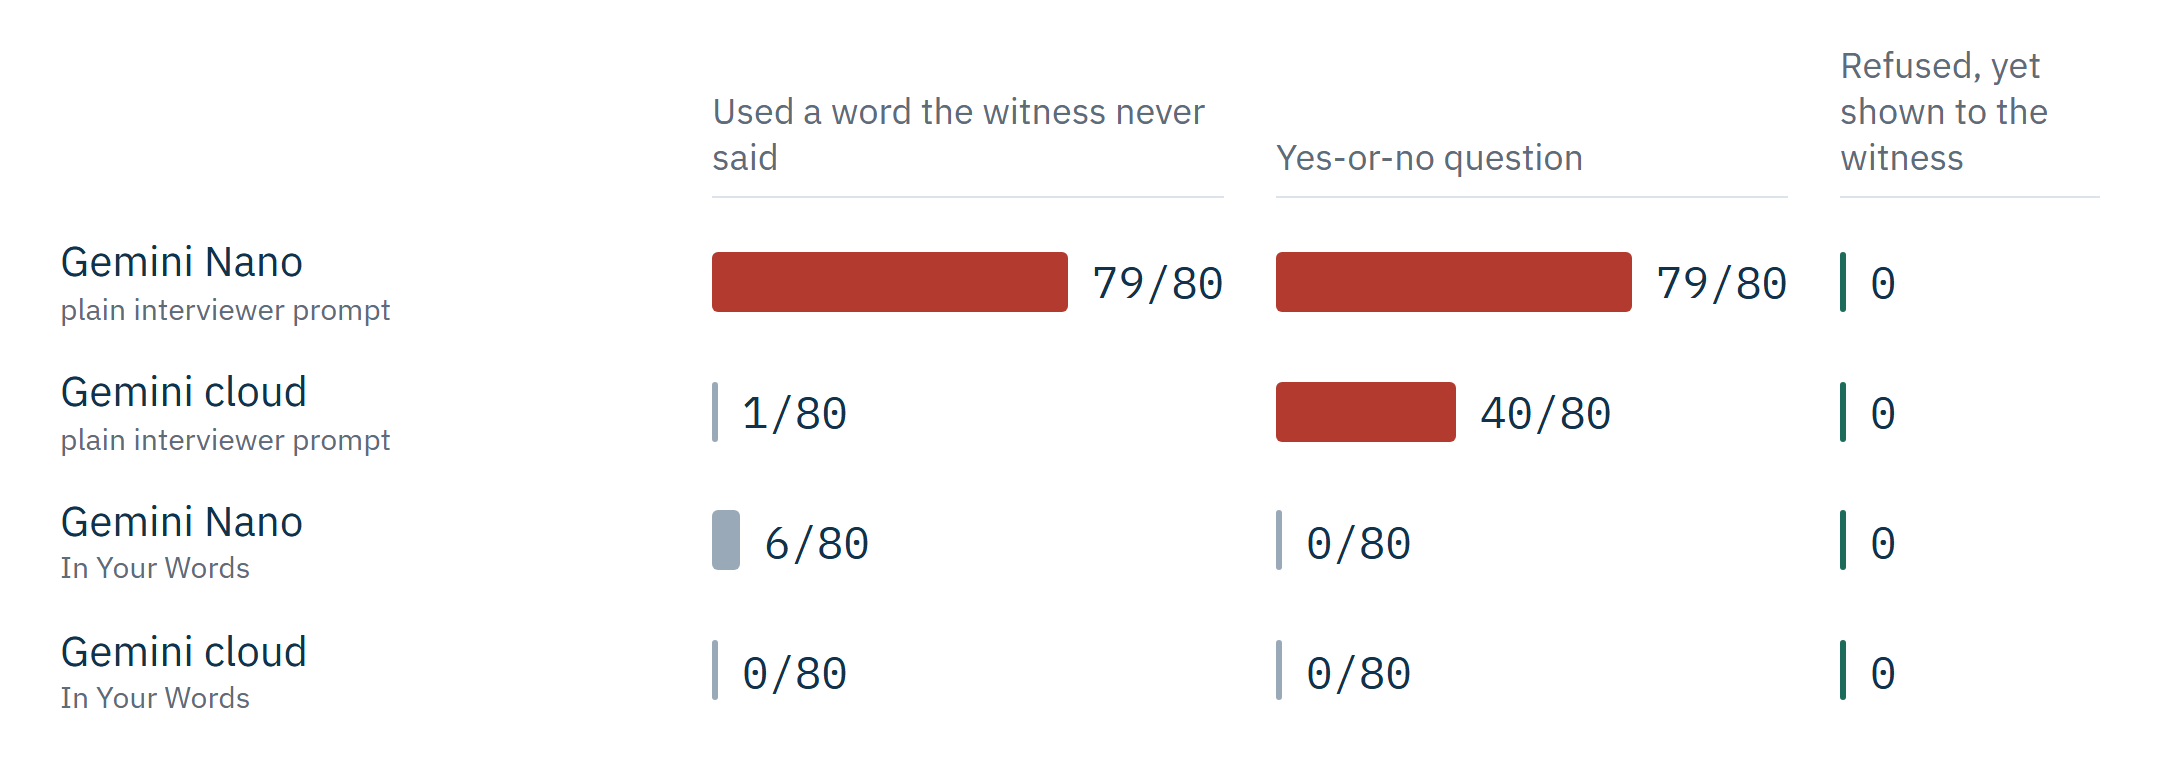 Used a word the witness never
said
Yes-or-no question
Refused, yet
shown to the
witness
Gemini Nano
plain interviewer prompt
79/80
79/80
0
Gemini cloud
plain interviewer prompt
1/80
40/80
0
Gemini Nano
In Your Words
6/80
0/80
0
Gemini cloud
In Your Words
0/80
0/80
0